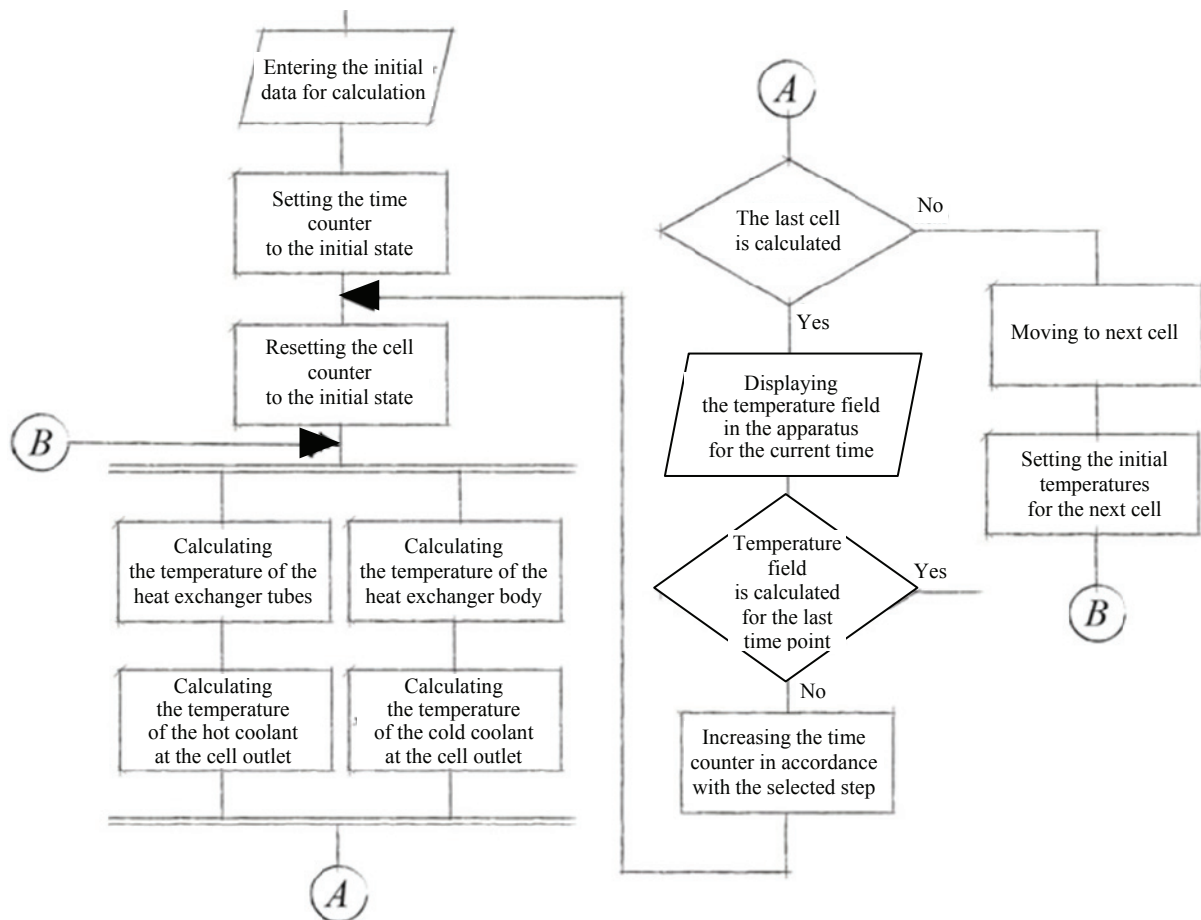 Entering the initial
data for calculation
Setting the time
counter
to the initial state
Resetting the cell
counter
to the initial state
B
Calculating
the temperature of the
heat exchanger tubes
Calculating
the temperature of the
heat exchanger body
Calculating
the temperature
of the hot coolant
at the cell outlet
Calculating
the temperature
of the cold coolant
at the cell outlet
A
A
The last cell
is calculated
No
Yes
Moving to next cell
Displaying
the temperature field
in the apparatus
for the current time
Setting the initial
temperatures
for the next cell
Temperature
field
is calculated
for the last
time point
Yes
B
No
Increasing the time
counter in accordance
with the selected step